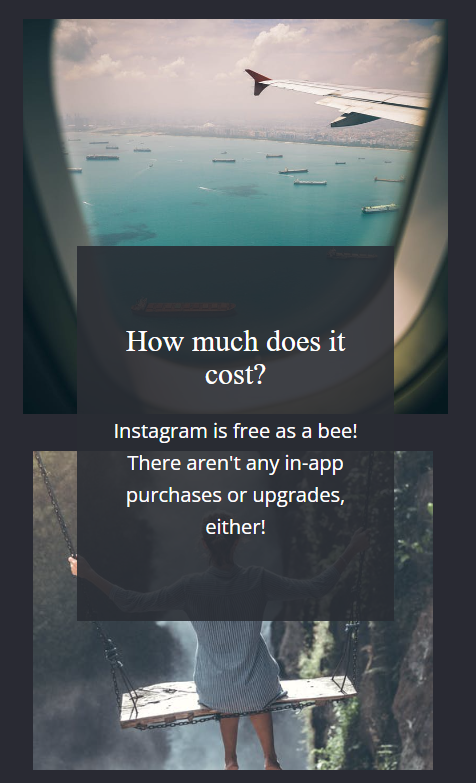 How much does it
cost?
Instagram is free as a bee!
There aren't any in-app
purchases or upgrades,
either!